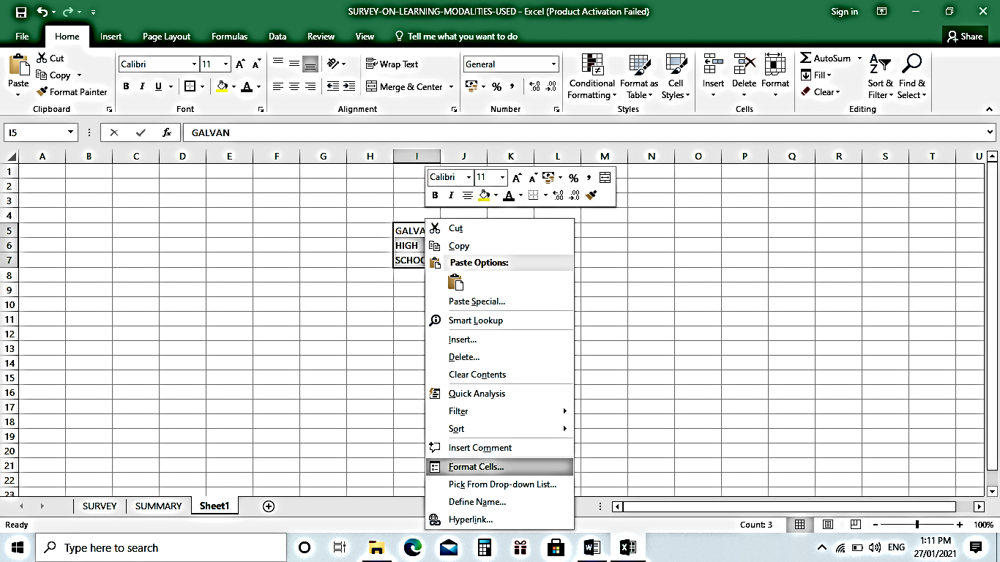 SURVEY-ON-LEARNING-MODALITIES-USED - Excel (Product Activation Failed)
Sign in
File Home Insert Page Layout Formulas Data Review View Tell me what you want to do Share
Cut
Copy
Format Painter
Paste
Clipboard
Calibri 11
B I U
Font
Wrap Text
Merge & Center
Alignment
General
%
Number
Conditional Formatting
Format as Table
Cell Styles
Styles
Insert Delete Format
Cells
AutoSum
Fill
Clear
Sort & Filter
Find & Select
Editing
I5 fx GALVAN
A B C D E F G H I J K L M N O P Q R S T U
1
2
3
4
5 GALVA
6 HIGH
7 SCHOO
8
9
10
11
12
13
14
15
16
17
18
19
20
21
22
23
Calibri 11 A A % ,
B I A .00 .00
Cut
Copy
Paste Options:
Paste Special...
Smart Lookup
Insert...
Delete...
Clear Contents
Quick Analysis
Filter
Sort
Insert Comment
Format Cells...
Pick From Drop-down List...
Define Name...
Hyperlink...
SURVEY SUMMARY Sheet1
Ready Count: 3 100%
Type here to search
ENG
1:11 PM
27/01/2021